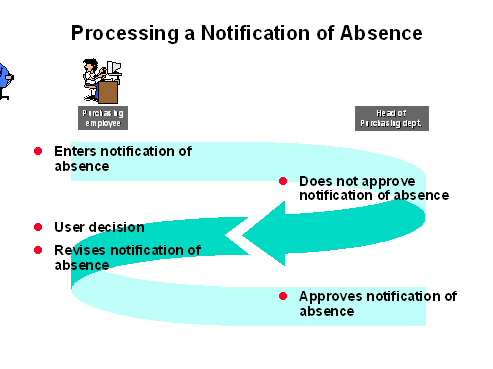 Processing a Notification of Absence
Purchasing
employee
Head of
Purchasing dept.
Enters notification of
absence
Does not approve
notification of absence
User decision
Revises notification of
absence
Approves notification of
absence